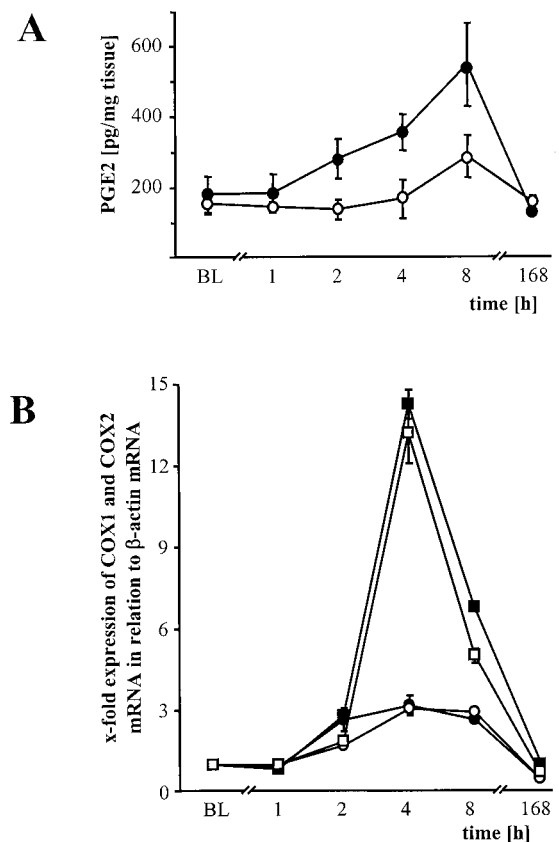 A
PGE2 [pg/mg tissue]
600
400
200
BL 1 2 4 8 168
time [h]
B
x-fold expression of COX1 and COX2
mRNA in relation to β-actin mRNA
15
12
9
6
3
0
BL 1 2 4 8 168
time [h]